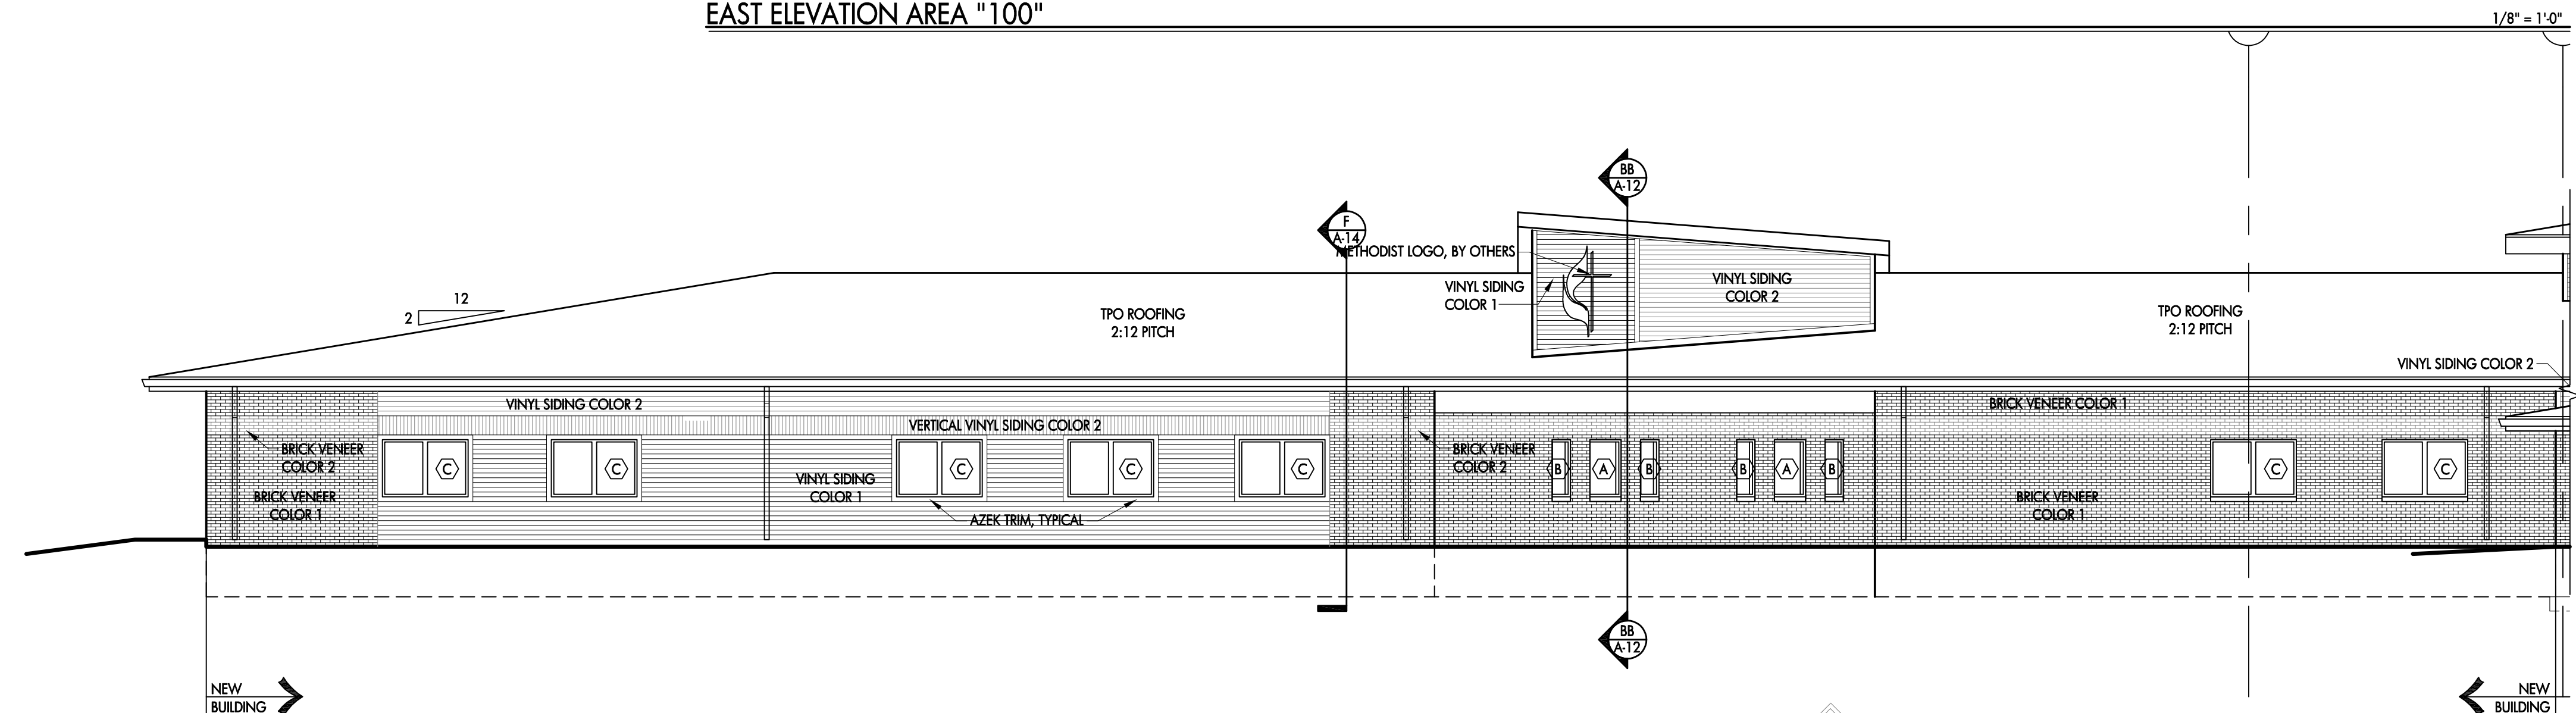 EAST ELEVATION AREA "100"
1/8" = 1'-0"
BB
A-12
F
A-14
METHODIST LOGO, BY OTHERS
VINYL SIDING
COLOR 1
VINYL SIDING
COLOR 2
12
2
TPO ROOFING
2:12 PITCH
TPO ROOFING
2:12 PITCH
VINYL SIDING COLOR 2
VINYL SIDING COLOR 2
BRICK VENEER COLOR 1
VERTICAL VINYL SIDING COLOR 2
BRICK VENEER
COLOR 2
BRICK VENEER
COLOR 1
C
C
VINYL SIDING
COLOR 1
C
C
C
AZEK TRIM, TYPICAL
BRICK VENEER
COLOR 2
B
A
B
B
A
B
BRICK VENEER
COLOR 1
C
C
BB
A-12
NEW
BUILDING
NEW
BUILDING